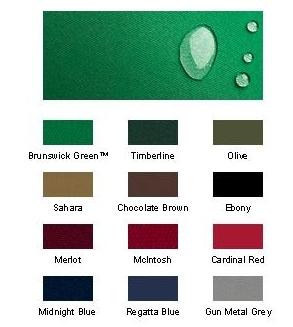 Brunswick Green™ Timberline Olive
Sahara Chocolate Brown Ebony
Merlot McIntosh Cardinal Red
Midnight Blue Regatta Blue Gun Metal Grey